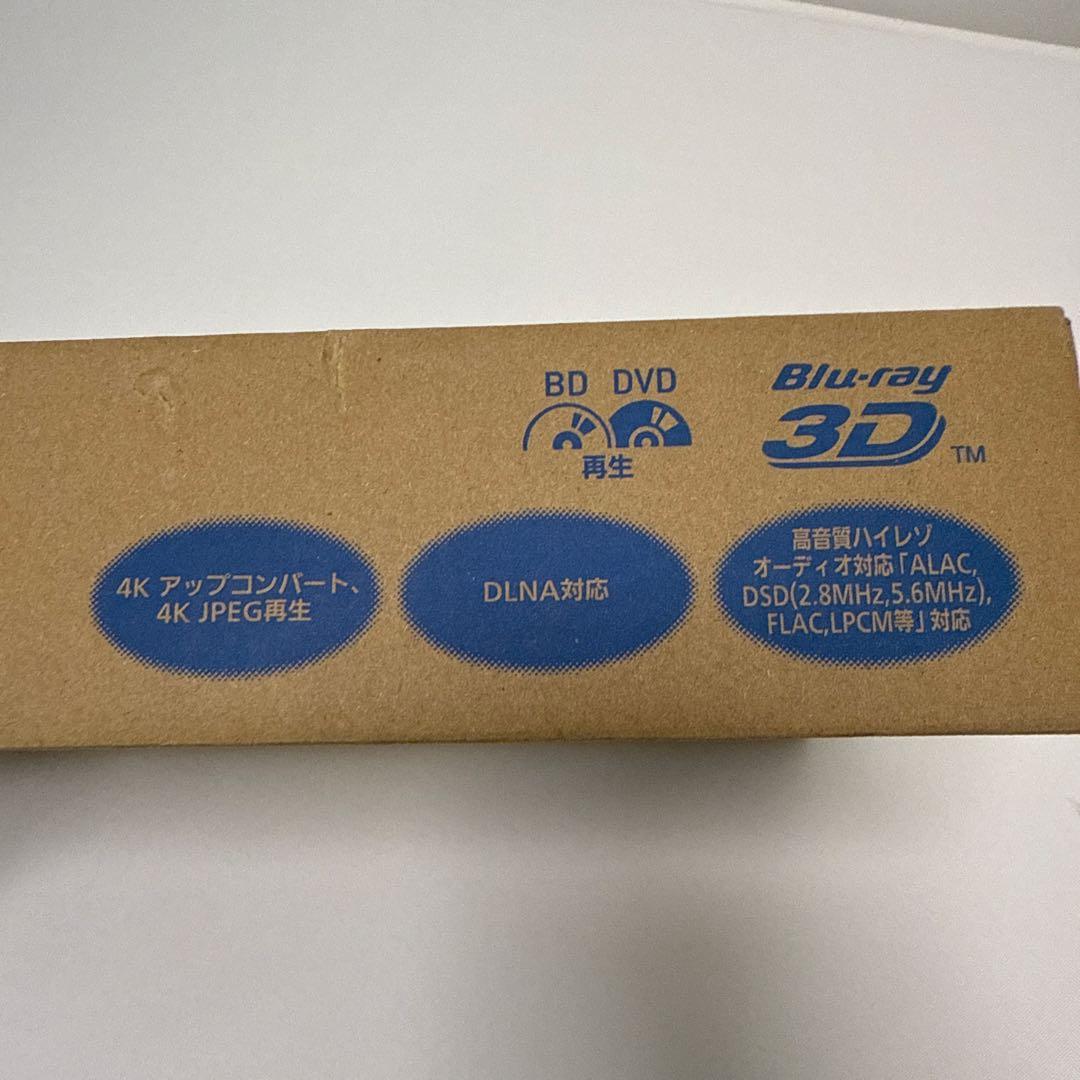 BD DVD
再生
Blu-ray
3D TM
4K アップコンバート、
4K JPEG再生
DLNA対応
高音質ハイレゾ
オーディオ対応「ALAC,
DSD(2.8MHz,5.6MHz),
FLAC,LPCM等」対応